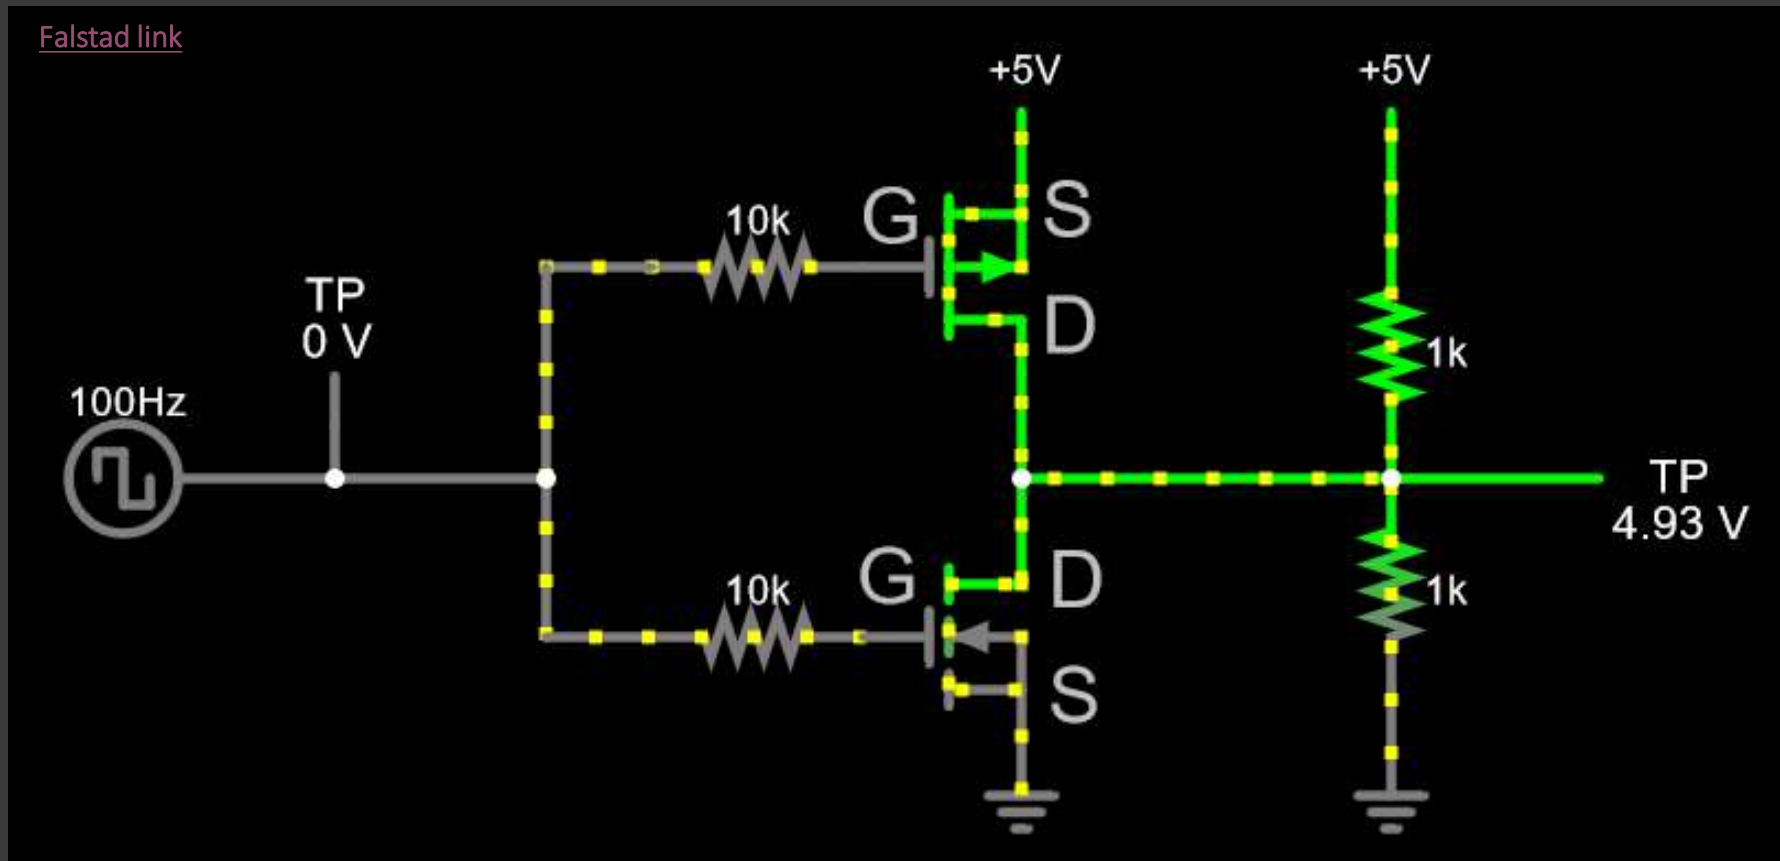 Falstad link
+5V
+5V
10k
G
S
TP
0 V
D
1k
100Hz
TP
4.93 V
10k
G
D
1k
S